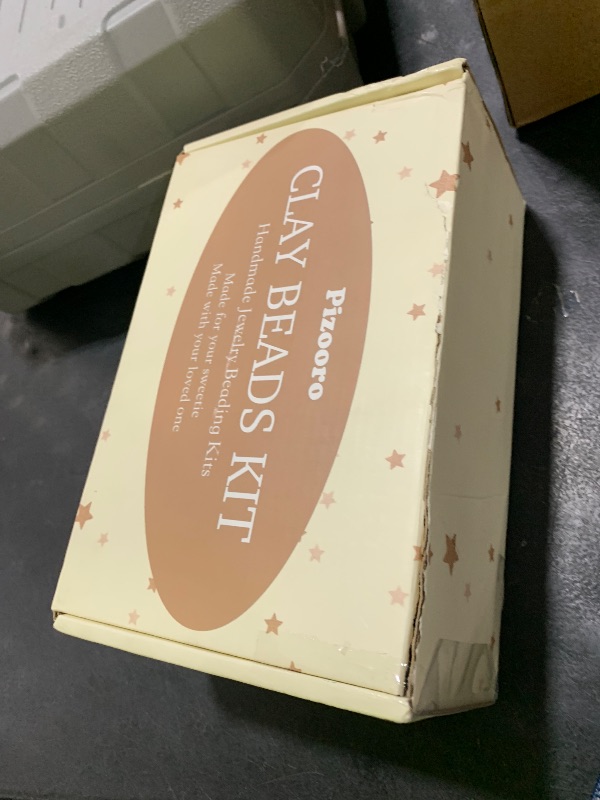 Pizooro
CLAY BEADS KIT
Handmade Jewelry Beading Kits
Made for your sweetie
Made with your loved one